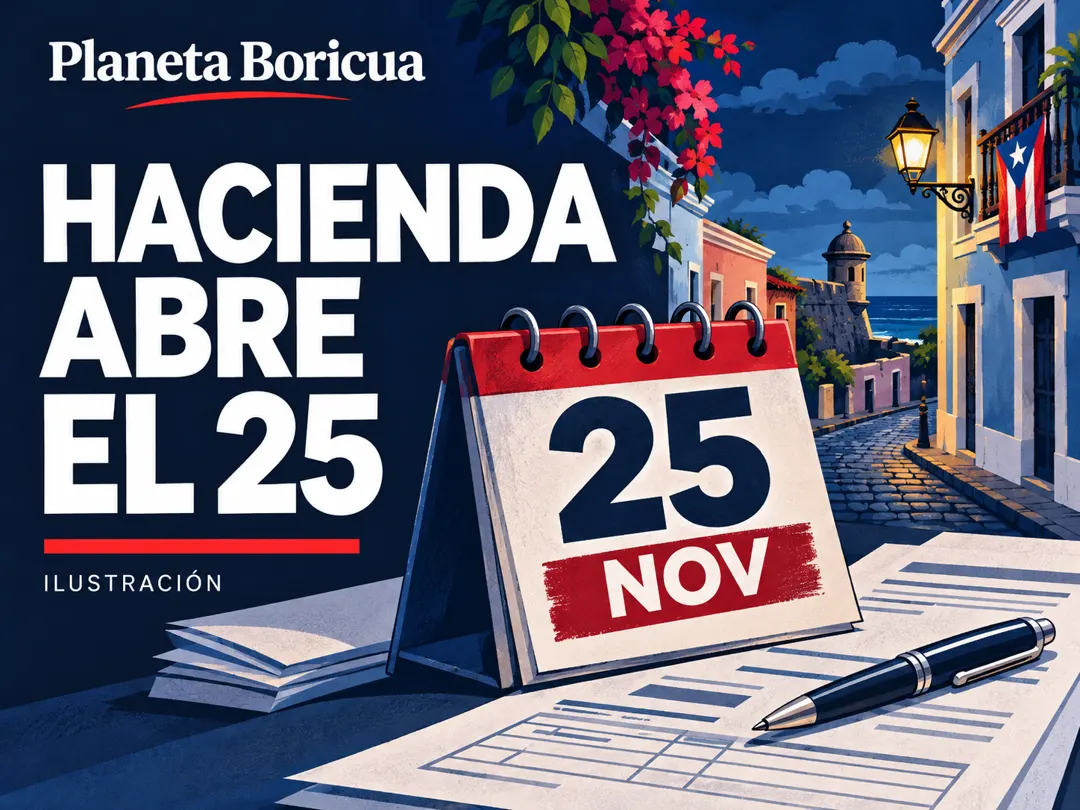 Planeta Boricua
HACIENDA
ABRE
EL 25
ILUSTRACIÓN
25
NOV